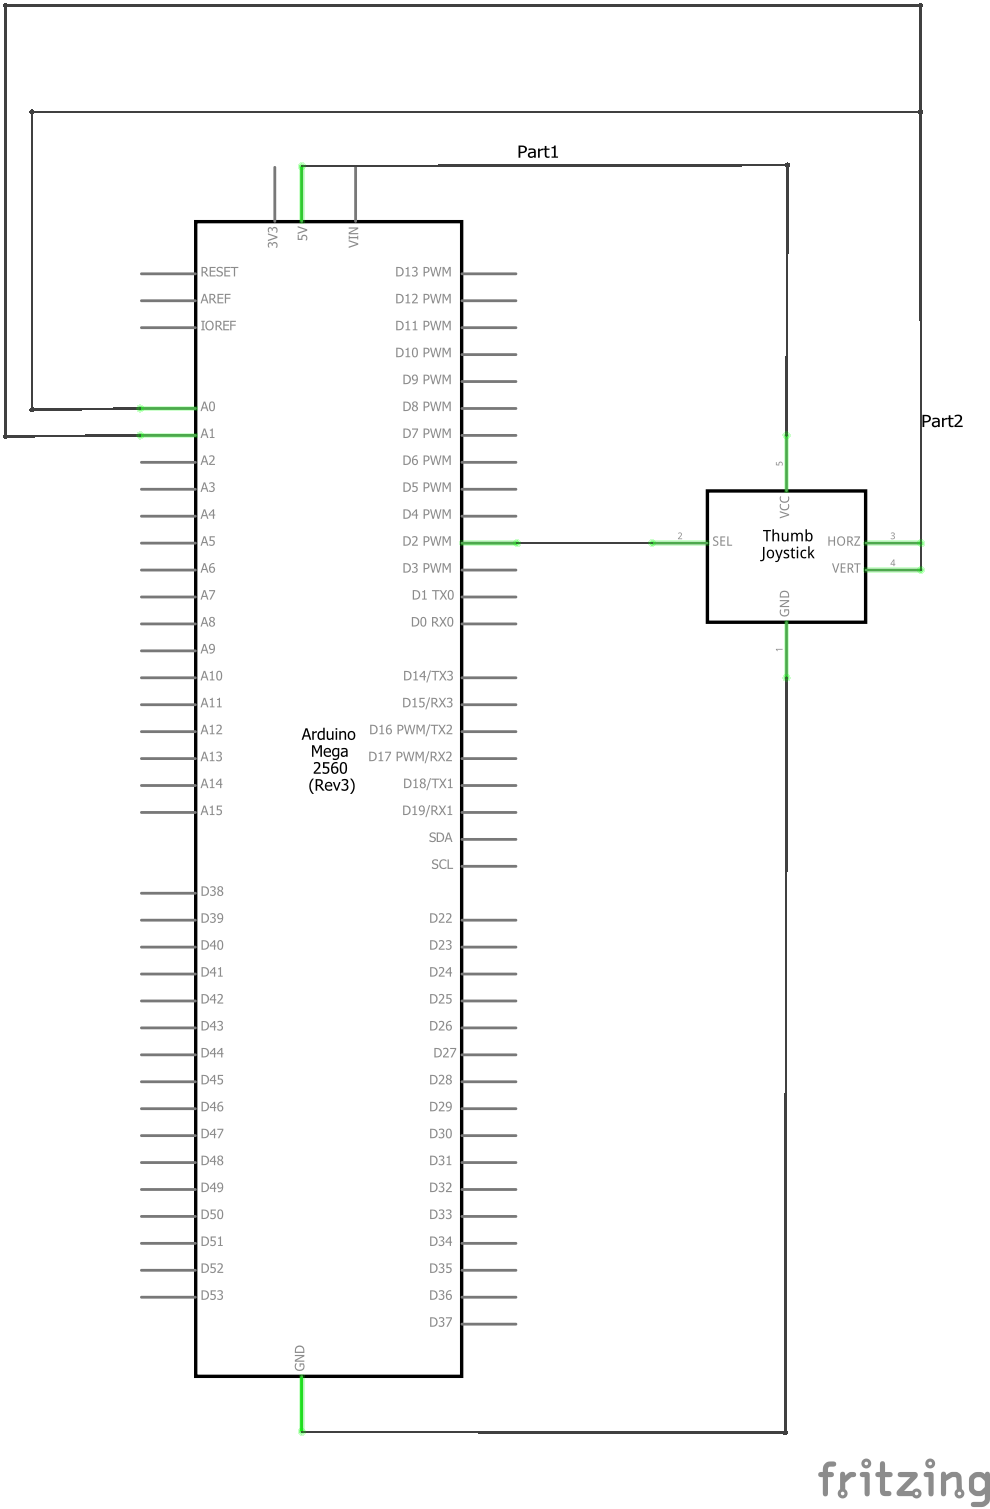 Part1
3V3
5V
VIN
RESET
AREF
IOREF
A0
A1
A2
A3
A4
A5
A6
A7
A8
A9
A10
A11
A12
A13
A14
A15
D38
D39
D40
D41
D42
D43
D44
D45
D46
D47
D48
D49
D50
D51
D52
D53
Arduino
Mega
2560
(Rev3)
D13 PWM
D12 PWM
D11 PWM
D10 PWM
D9 PWM
D8 PWM
D7 PWM
D6 PWM
D5 PWM
D4 PWM
D2 PWM
D3 PWM
D1 TX0
D0 RX0
D14/TX3
D15/RX3
D16 PWM/TX2
D17 PWM/RX2
D18/TX1
D19/RX1
SDA
SCL
D22
D23
D24
D25
D26
D27
D28
D29
D30
D31
D32
D33
D34
D35
D36
D37
GND
Part2
5
VCC
Thumb
Joystick
2
SEL
HORZ
3
VERT
4
GND
1
fritzing